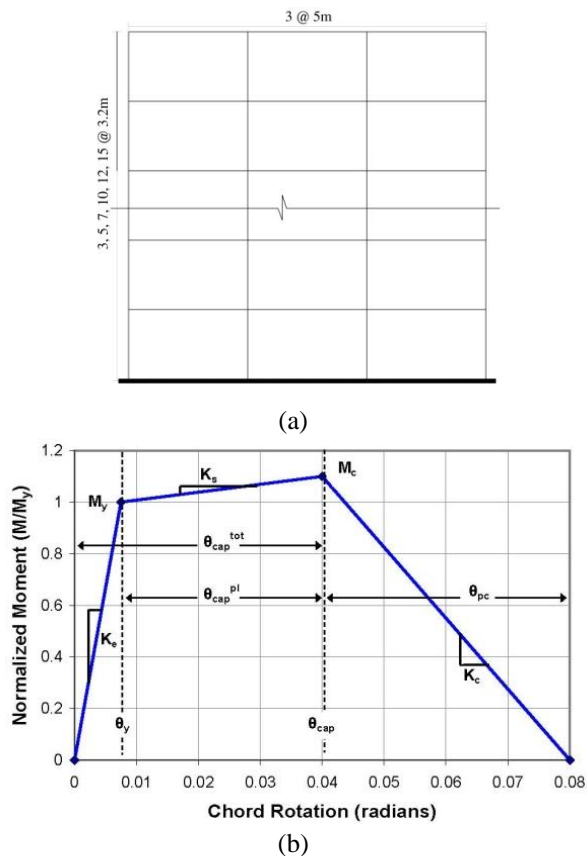 3 @ 5m
3, 5, 7, 10, 12, 15 @ 3.2m
(a)
Normalized Moment (M/My)
1.2
1
0.8
0.6
0.4
0.2
0
My
Ks
Mc
θcap^tot
θcap^pl
θpc
Ke
Kc
θy
θcap
0 0.01 0.02 0.03 0.04 0.05 0.06 0.07 0.08
Chord Rotation (radians)
(b)